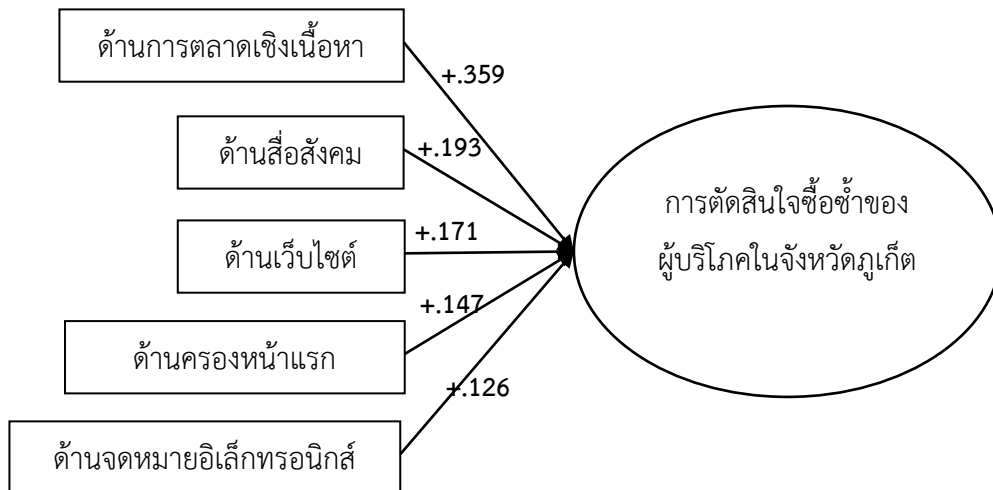 ด้านการตลาดเชิงเนื้อหา
+.359
ด้านสื่อสังคม
+.193
การตัดสินใจซื้อซ้ำของ
ผู้บริโภคในจังหวัดภูเก็ต
ด้านเว็บไซต์
+.171
+.147
ด้านครองหน้าแรก
+.126
ด้านจดหมายอิเล็กทรอนิกส์